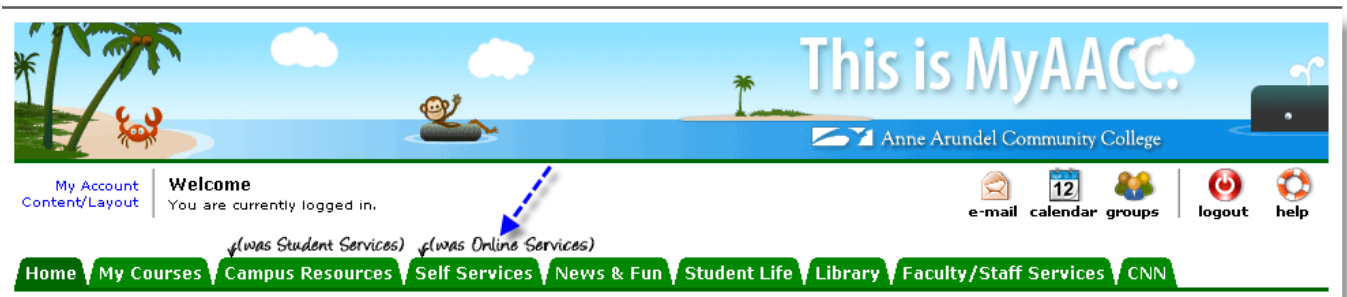 This is MyAACC.
Anne Arundel Community College
My Account
Content/Layout
Welcome
You are currently logged in.
12
e-mail calendar groups logout help
(was Student Services) (was Online Services)
Home My Courses Campus Resources Self Services News & Fun Student Life Library Faculty/Staff Services CNN